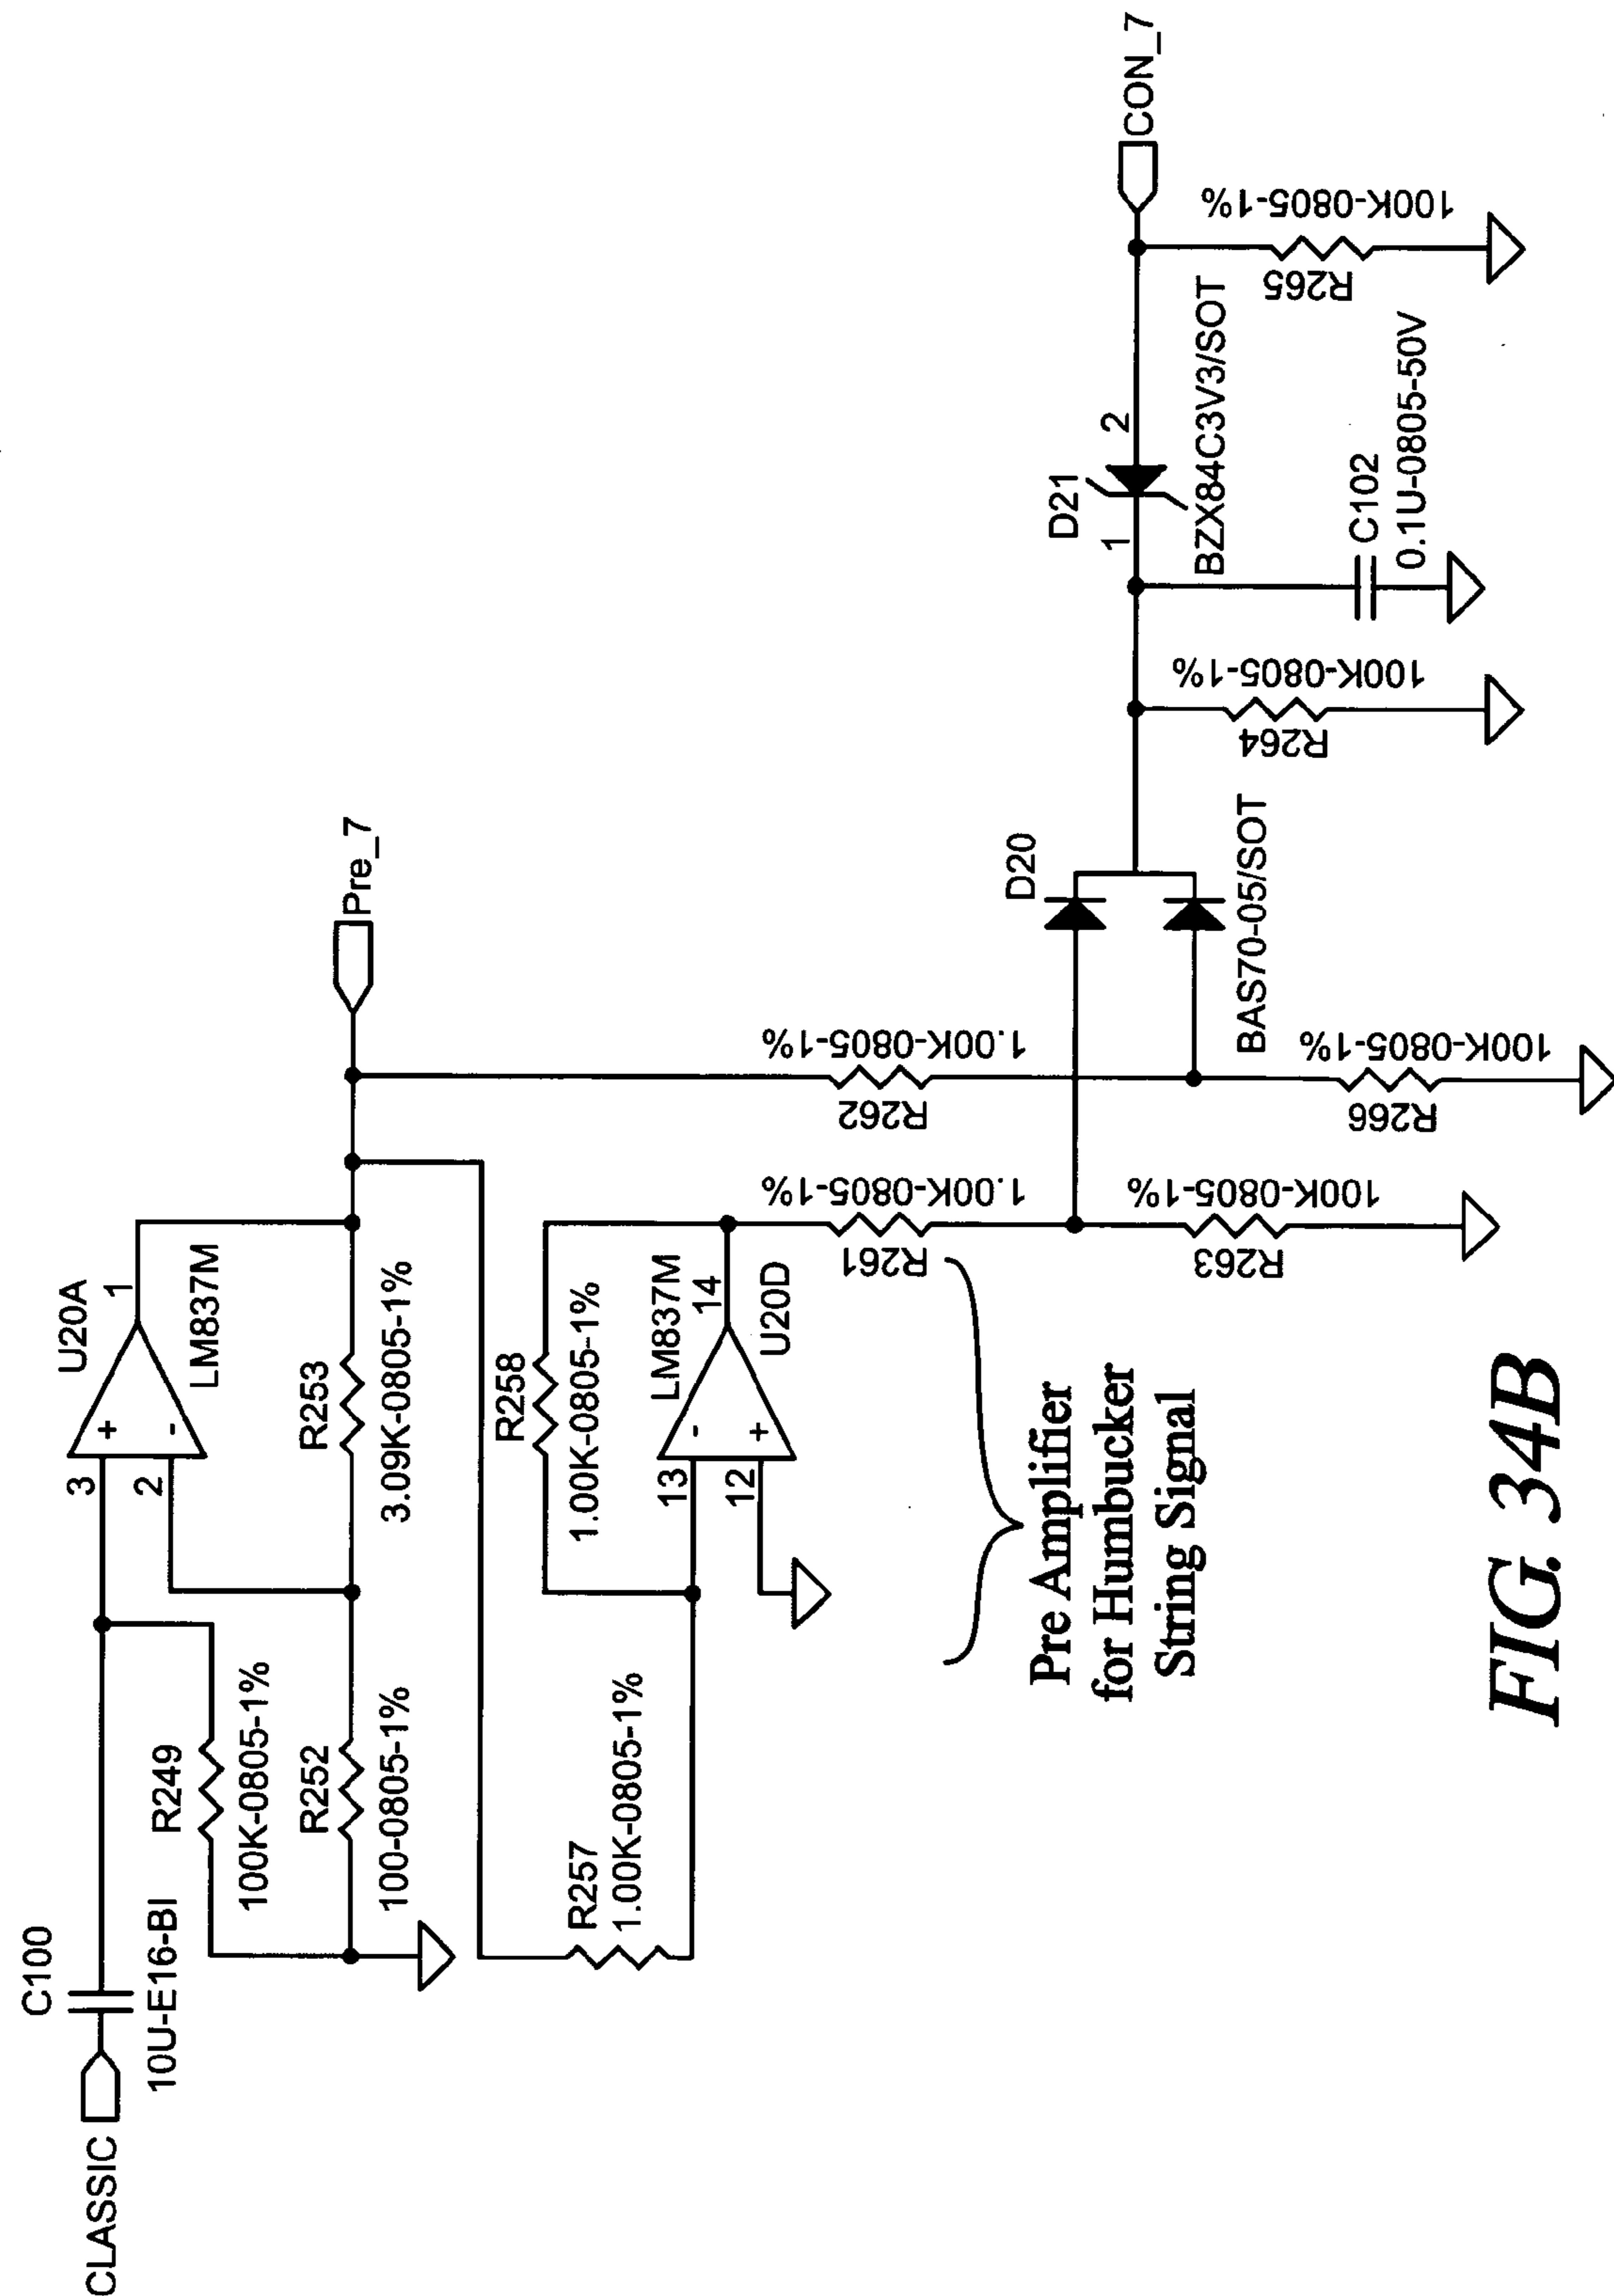 CLASSIC
C100
10U-E16-BI
R249
100K-0805-1%
R252
100-0805-1%
3
2
+
-
U20A
1
LM837M
R253
3.09K-0805-1%
Pre_7
R257
1.00K-0805-1%
R258
1.00K-0805-1%
13
12
-
+
LM837M
14
U20D
R261
1.00K-0805-1%
R262
1.00K-0805-1%
R263
100K-0805-1%
R266
100K-0805-1%
D20
BAS70-05/SOT
R264
100K-0805-1%
C102
0.1U-0805-50V
D21
1
2
BZX84C3V3/SOT
R265
100K-0805-1%
CON_7
Pre Amplifier
for Humbucker
String Signal
FIG. 34B